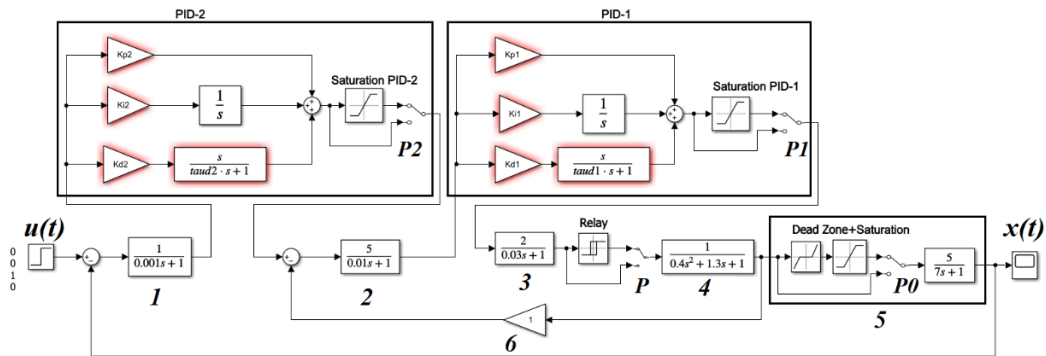 PID-2
PID-1
Kp2
Kp1
Saturation PID-2
Saturation PID-1
Ki2
1
s
Ki1
1
s
P2
P1
Kd2
s
taud2 · s + 1
Kd1
s
taud1 · s + 1
u(t)
Relay
Dead Zone+Saturation
x(t)
0
0
1
0
1
0.001s + 1
5
0.01s + 1
2
0.03s + 1
1
0.4s² + 1.3s + 1
5
7s + 1
1
2
3
P
4
P0
5
1
6